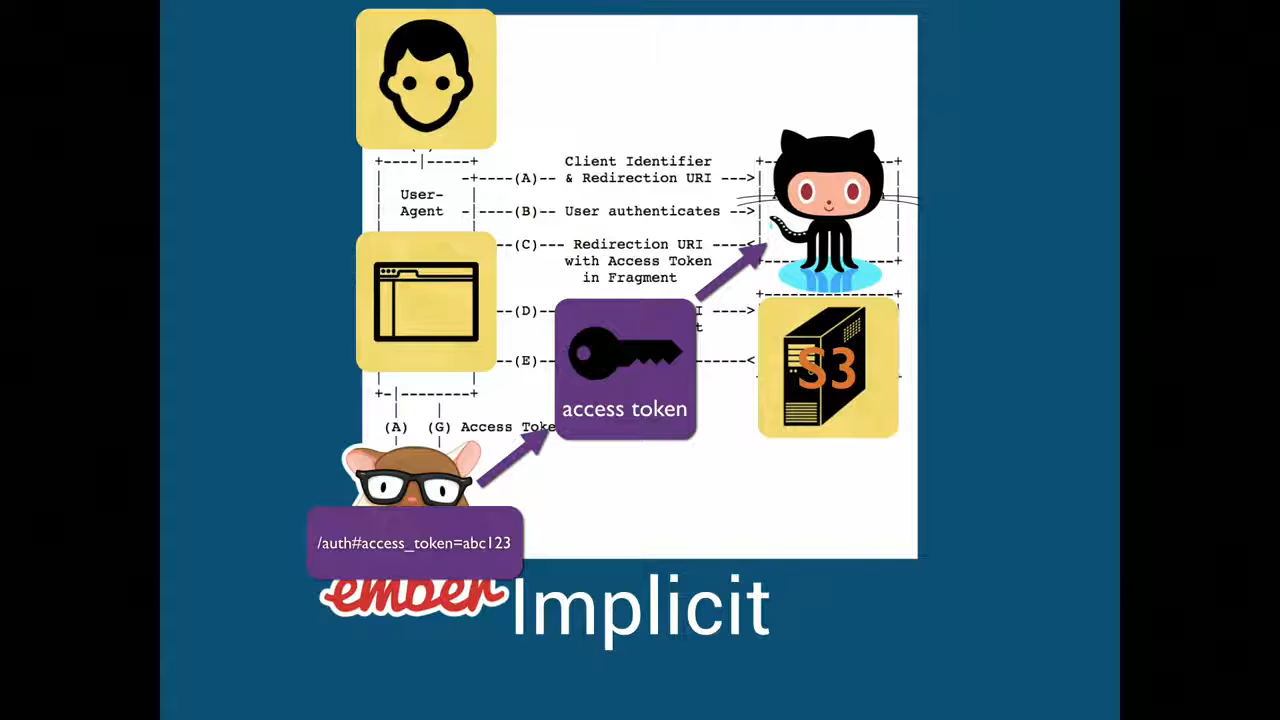 Client Identifier
+----|-----+
-+----(A)-- & Redirection URI --->
User-
Agent -|----(B)-- User authenticates -->
--(C)--- Redirection URI ----<
with Access Token
in Fragment
--(D)-- --->
--(E)-- -----<
S3
access token
+-|--------+
(A) (G) Access Toke
/auth#access_token=abc123
ember
Implicit